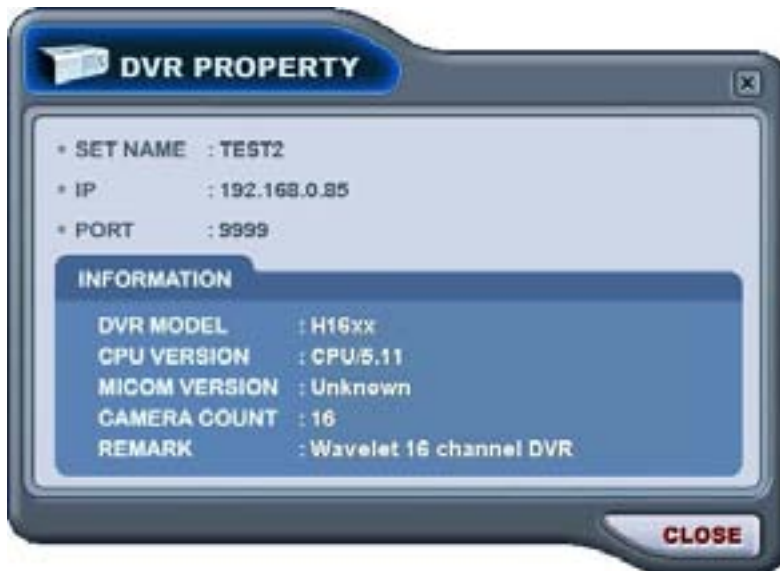 DVR PROPERTY
• SET NAME : TEST2
• IP : 192.168.0.85
• PORT : 9999
INFORMATION
DVR MODEL : H16xx
CPU VERSION : CPU/5.11
MICOM VERSION : Unknown
CAMERA COUNT : 16
REMARK : Wavelet 16 channel DVR
CLOSE